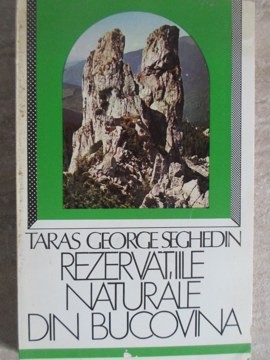 TARAS GEORGE SEGHEDIN
REZERVAȚIILE
NATURALE
DIN BUCOVINA